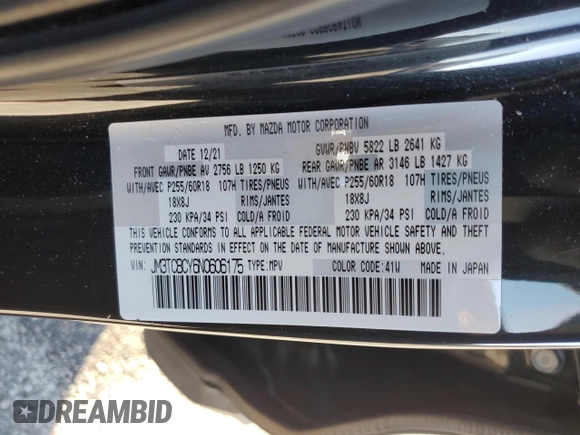 MFD. BY MAZDA MOTOR CORPORATION
DATE 12/21 GVWR/PNBV 5822 LB 2641 KG
FRONT GAWR/PNBE AV 2756 LB 1250 KG REAR GAWR/PNBE AR 3146 LB 1427 KG
WITH/AVEC P255/60R18 107H TIRES/PNEUS WITH/AVEC P255/60R18 107H TIRES/PNEUS
18X8J RIMS/JANTES 18X8J RIMS/JANTES
230 KPA/34 PSI COLD/A FROID 230 KPA/34 PSI COLD/A FROID
THIS VEHICLE CONFORMS TO ALL APPLICABLE FEDERAL MOTOR VEHICLE SAFETY AND THEFT
PREVENTION STANDARDS IN EFFECT ON THE DATE OF MANUFACTURE SHOWN ABOVE.
VIN: JM3TCBCY6N0606175 TYPE:MPV COLOR CODE:41W MADE IN JAPAN
DREAMBID